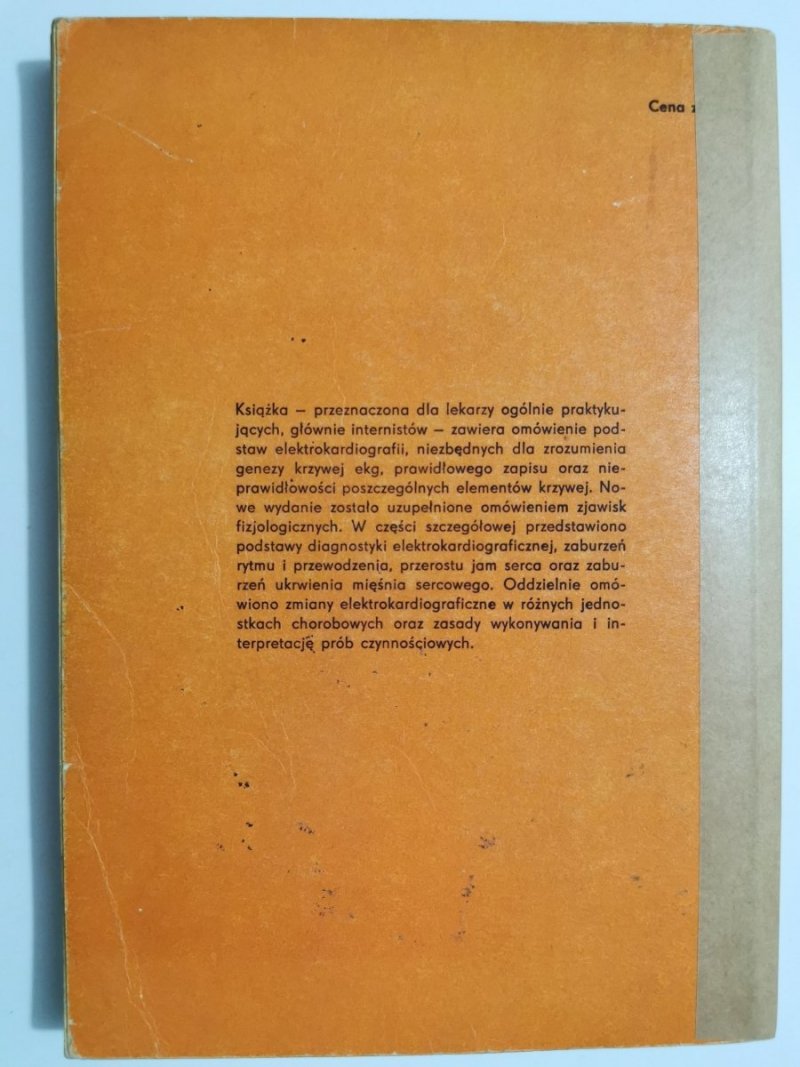 Cena z
Książka – przeznaczona dla lekarzy ogólnie praktyku-
jących, głównie internistów – zawiera omówienie pod-
staw elektrokardiografii, niezbędnych dla zrozumienia
genezy krzywej ekg, prawidłowego zapisu oraz nie-
prawidłowości poszczególnych elementów krzywej. No-
we wydanie zostało uzupełnione omówieniem zjawisk
fizjologicznych. W części szczegółowej przedstawiono
podstawy diagnostyki elektrokardiograficznej, zaburzeń
rytmu i przewodzenia, przerostu jam serca oraz zabu-
rzeń ukrwienia mięśnia sercowego. Oddzielnie omó-
wiono zmiany elektrokardiograficzne w różnych jedno-
stkach chorobowych oraz zasady wykonywania i in-
terpretację prób czynnościowych.